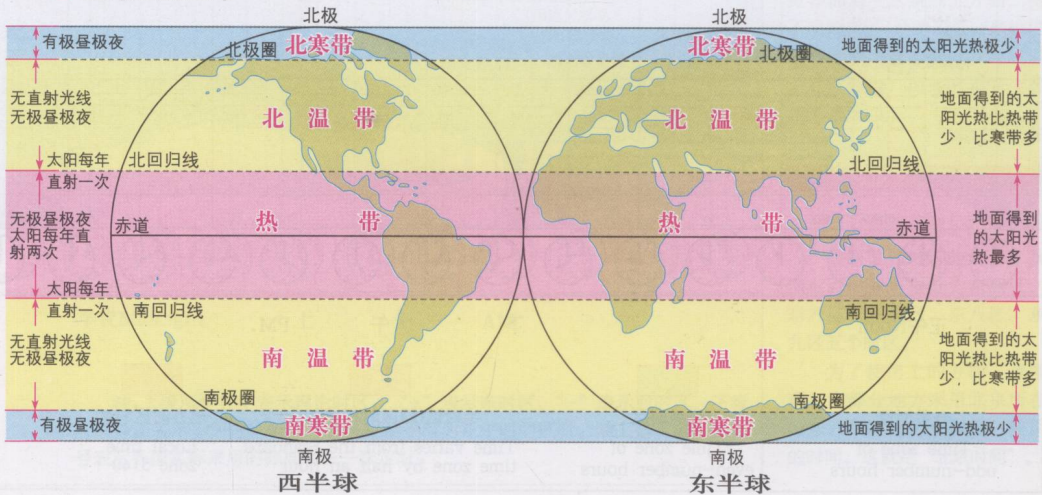 北极
北极
有极昼极夜
北极圈
北寒带
北寒带
北极圈
地面得到的太阳光热极少
无直射光线
无极昼极夜
北 温 带
北 温 带
地面得到的太
阳光热比热带
少，比寒带多
太阳每年
直射一次
北回归线
北回归线
无极昼极夜
太阳每年直
射两次
赤道
热 带
热 带
赤道
地面得到
的太阳光
热最多
太阳每年
直射一次
南回归线
南回归线
无直射光线
无极昼极夜
南 温 带
南 温 带
地面得到的太
阳光热比热带
少，比寒带多
南极圈
南极圈
有极昼极夜
南寒带
南寒带
地面得到的太阳光热极少
南极
南极
西半球
东半球